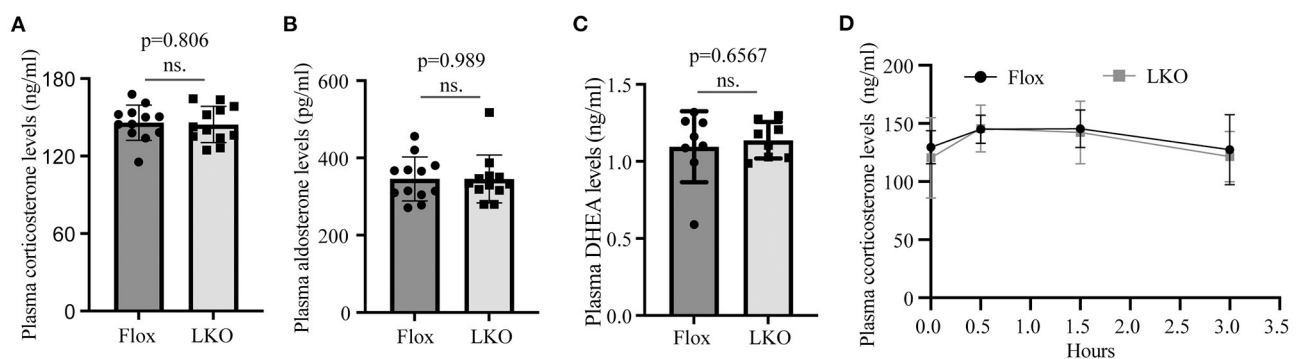 A
p=0.806
ns.
Plasma corticosterone levels (ng/ml)
180
120
60
0
Flox
LKO
B
p=0.989
ns.
Plasma aldosterone levels (pg/ml)
600
400
200
0
Flox
LKO
C
p=0.6567
ns.
Plasma DHEA levels (ng/ml)
1.5
1.0
0.5
0.0
Flox
LKO
D
Flox
LKO
Plasma ccorticosterone levels (ng/ml)
200
150
100
50
0
0.0 0.5 1.0 1.5 2.0 2.5 3.0 3.5
Hours